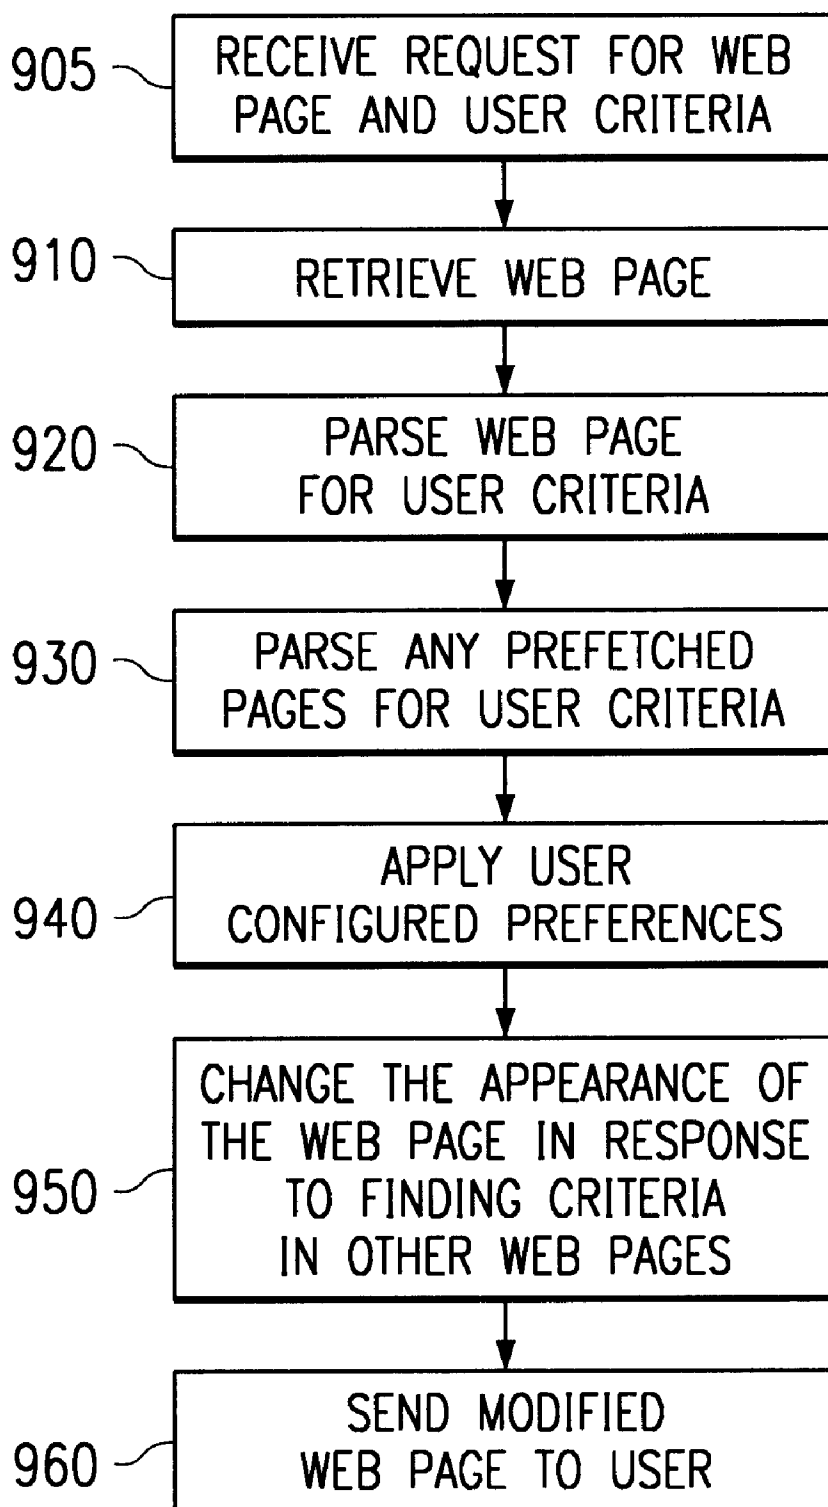 905
RECEIVE REQUEST FOR WEB
PAGE AND USER CRITERIA
910
RETRIEVE WEB PAGE
920
PARSE WEB PAGE
FOR USER CRITERIA
930
PARSE ANY PREFETCHED
PAGES FOR USER CRITERIA
940
APPLY USER
CONFIGURED PREFERENCES
950
CHANGE THE APPEARANCE OF
THE WEB PAGE IN RESPONSE
TO FINDING CRITERIA
IN OTHER WEB PAGES
960
SEND MODIFIED
WEB PAGE TO USER